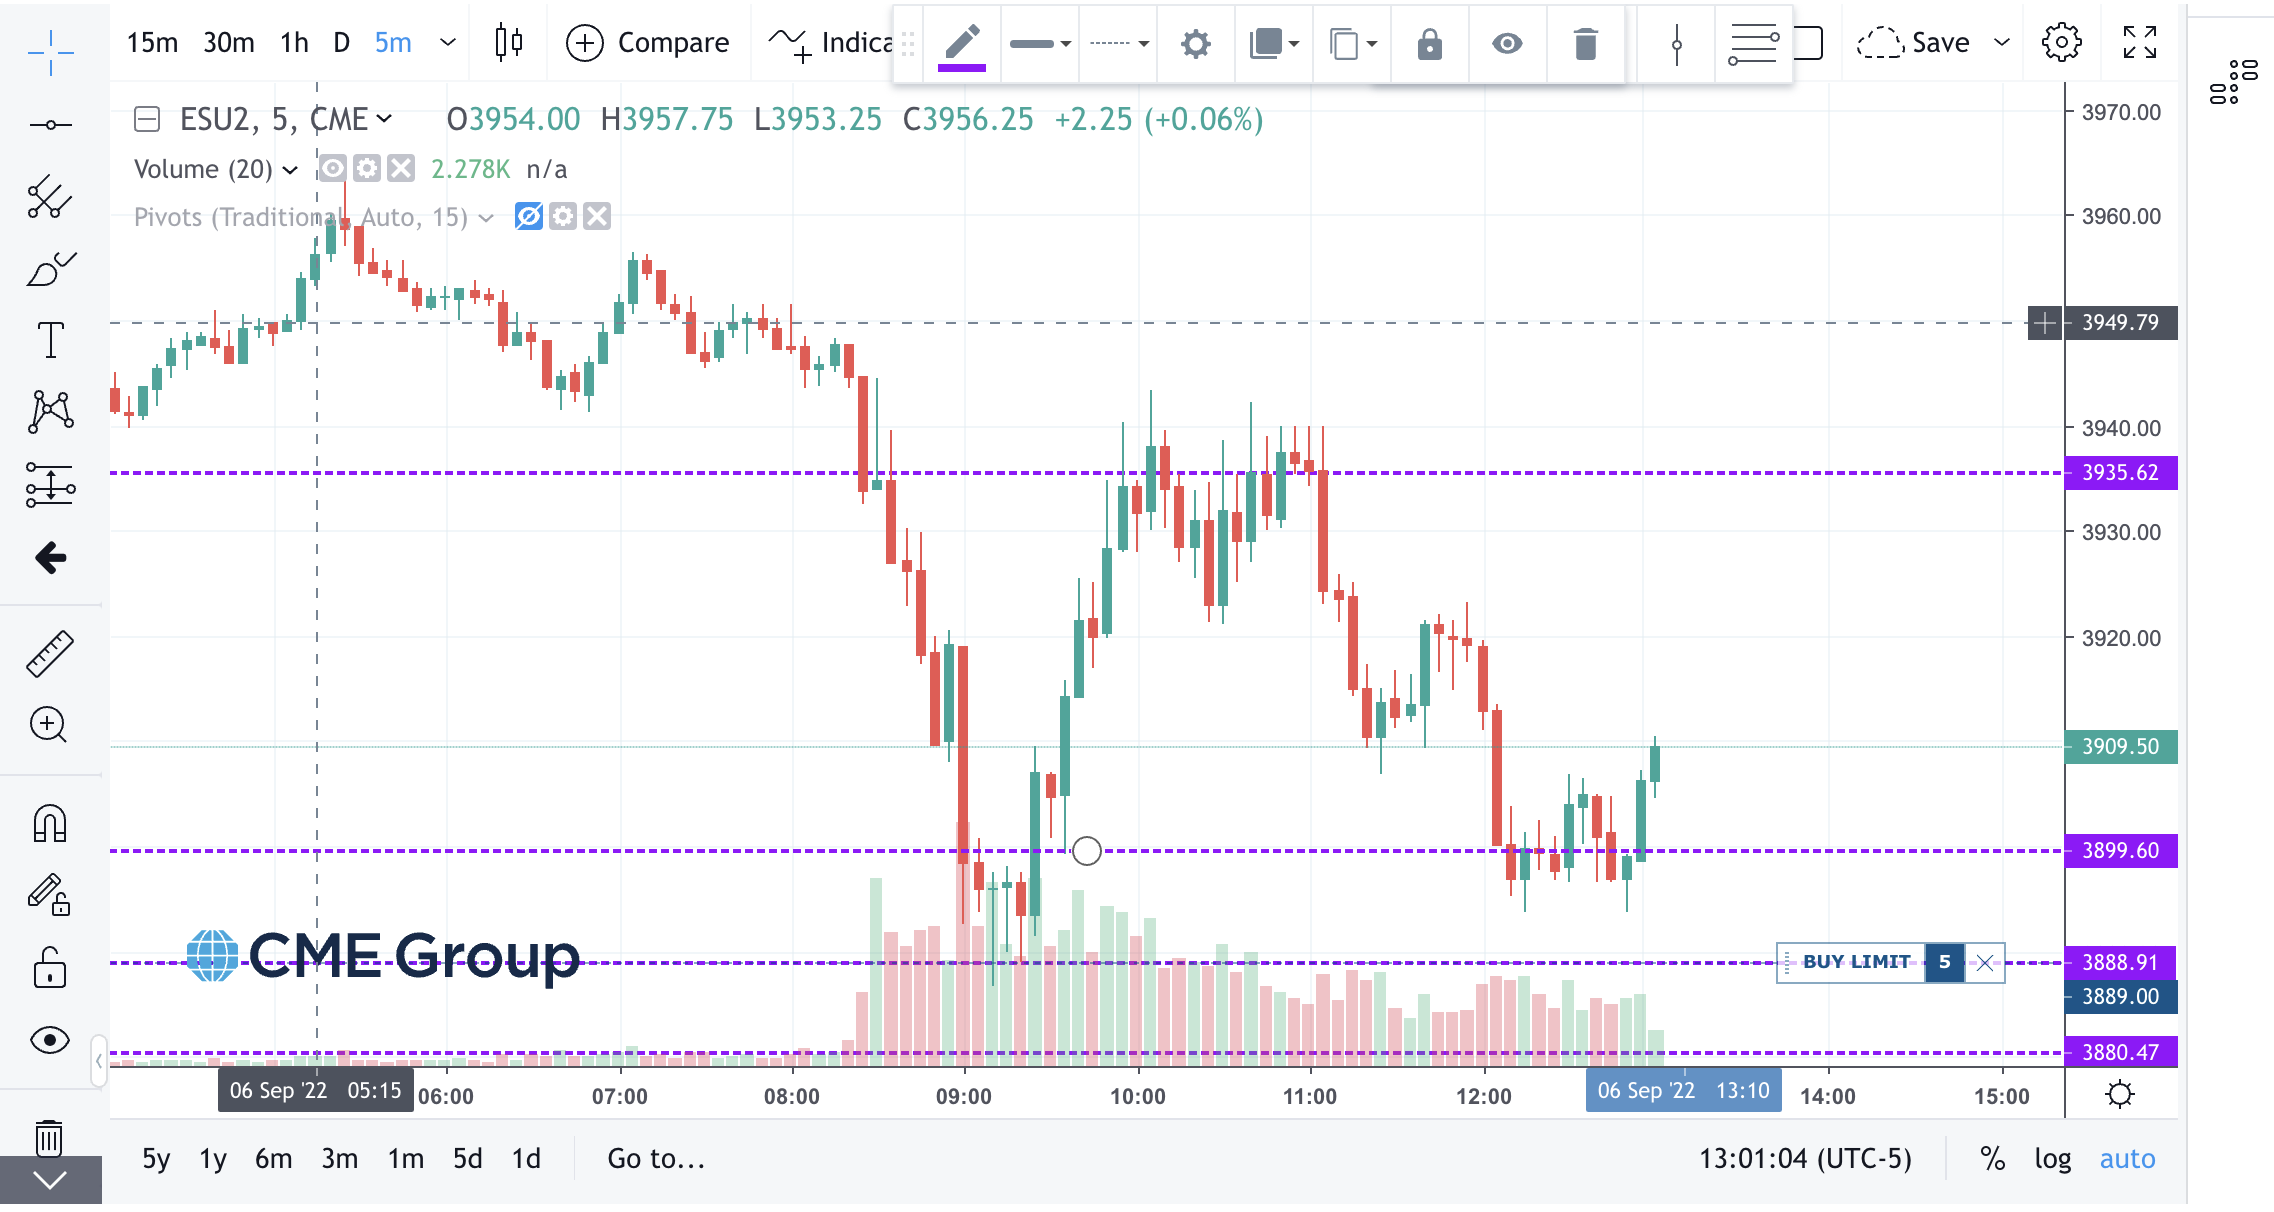 15m 30m 1h D 5m Compare Indica Save
ESU2, 5, CME O3954.00 H3957.75 L3953.25 C3956.25 +2.25 (+0.06%)
Volume (20) 2.278K n/a
Pivots (Traditional, Auto, 15)
3970.00
3960.00
3949.79
3940.00
3935.62
3930.00
3920.00
3909.50
3899.60
CME Group
BUY LIMIT 5
3888.91
3889.00
3880.47
06 Sep '22 05:15 06:00 07:00 08:00 09:00 10:00 11:00 12:00 06 Sep '22 13:10 14:00 15:00
5y 1y 6m 3m 1m 5d 1d Go to... 13:01:04 (UTC-5) % log auto